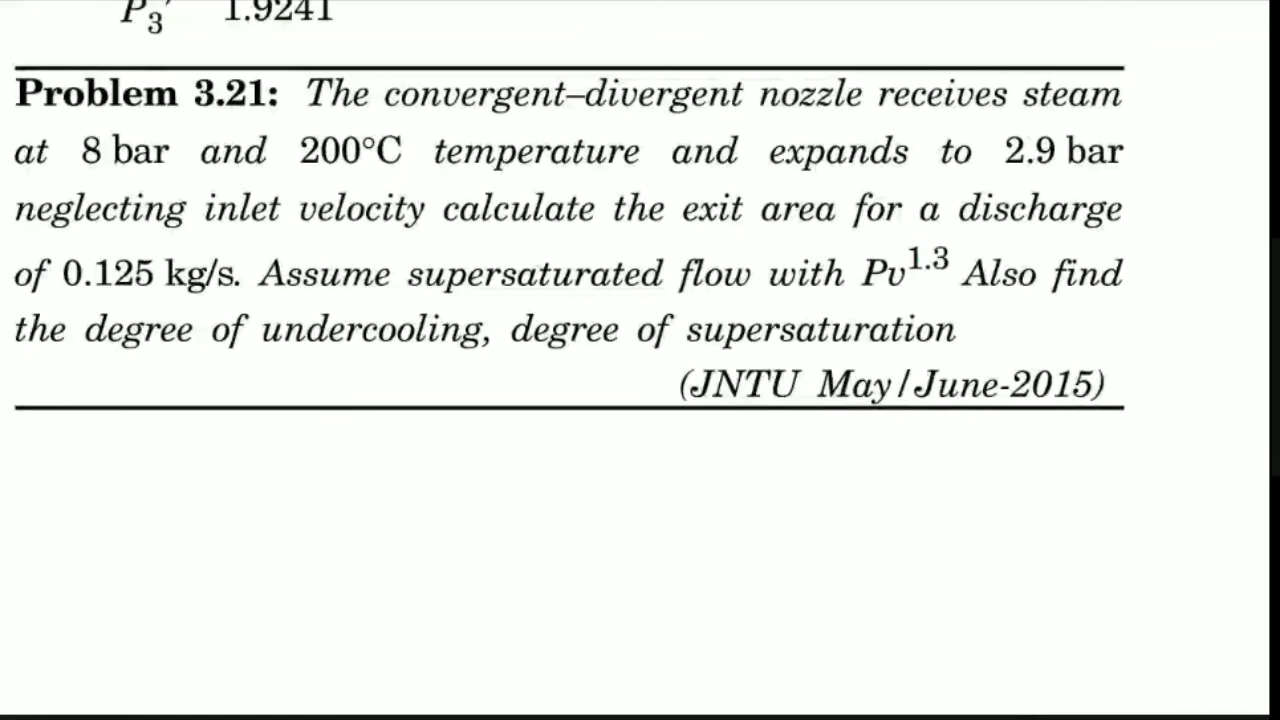 P3′ 1.9241
Problem 3.21: The convergent–divergent nozzle receives steam
at 8 bar and 200°C temperature and expands to 2.9 bar
neglecting inlet velocity calculate the exit area for a discharge
of 0.125 kg/s. Assume supersaturated flow with Pv^1.3 Also find
the degree of undercooling, degree of supersaturation
(JNTU May/June-2015)